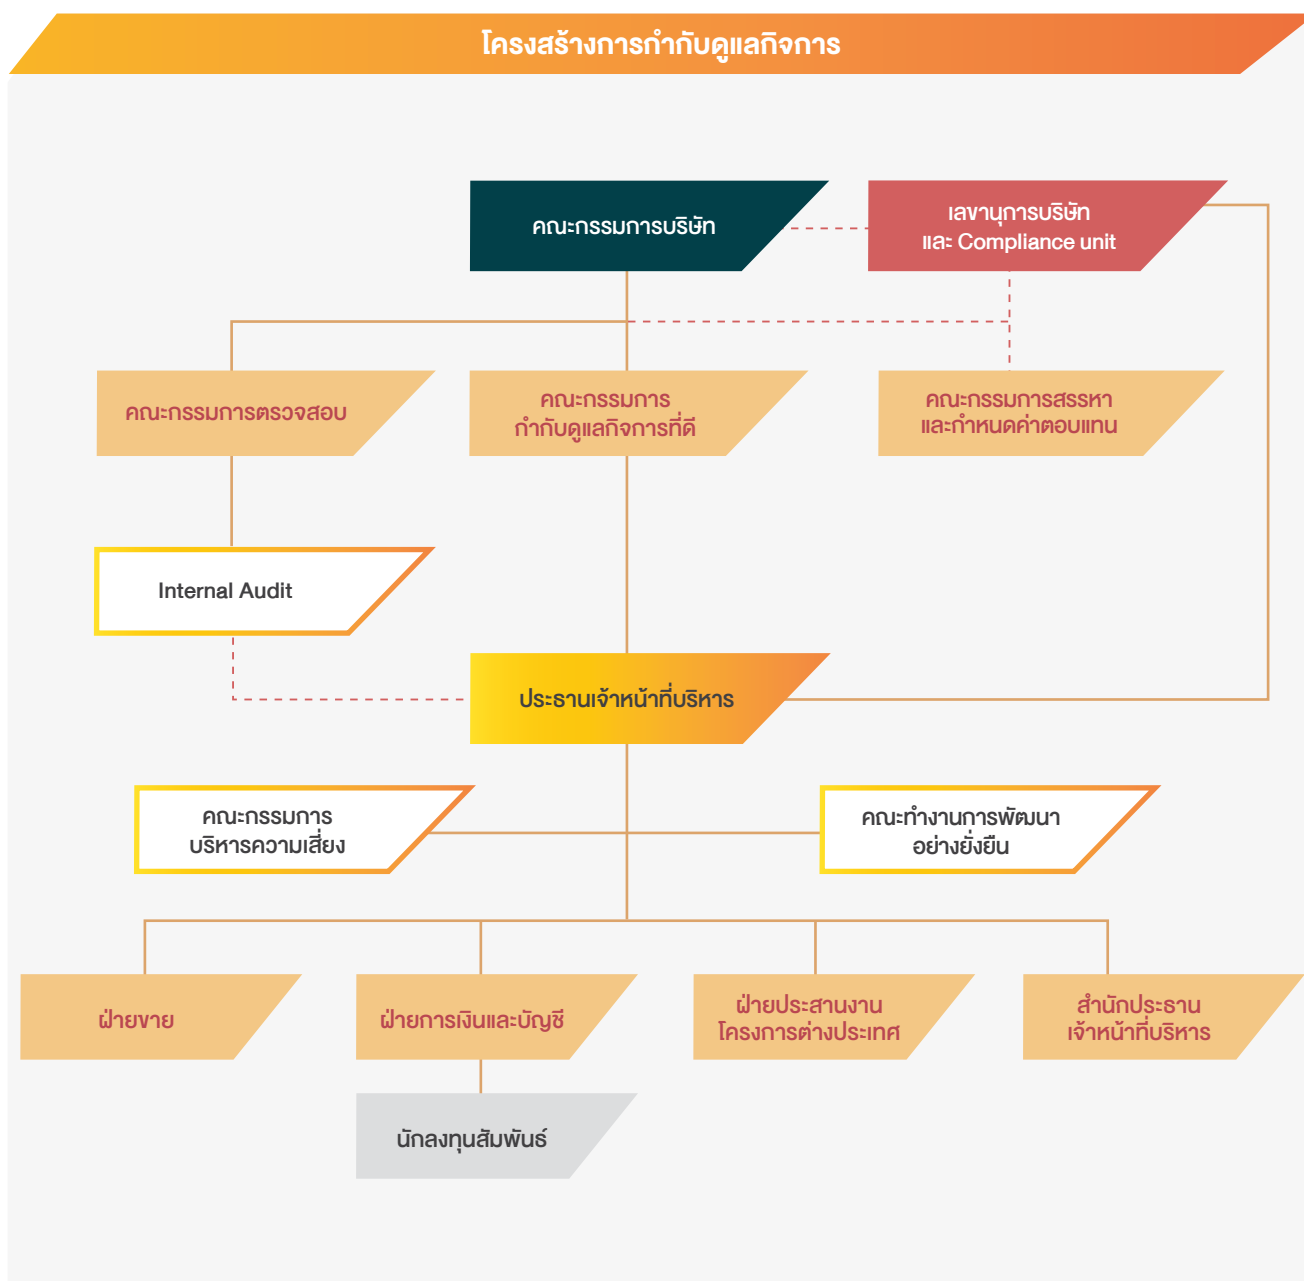 โครงสร้างการกำกับดูแลกิจการ
คณะกรรมการบริษัท
เลขานุการบริษัท
และ Compliance unit
คณะกรรมการตรวจสอบ
คณะกรรมการ
กำกับดูแลกิจการที่ดี
คณะกรรมการสรรหา
และกำหนดค่าตอบแทน
Internal Audit
ประธานเจ้าหน้าที่บริหาร
คณะกรรมการ
บริหารความเสี่ยง
คณะทำงานการพัฒนา
อย่างยั่งยืน
ฝ่ายขาย
ฝ่ายการเงินและบัญชี
ฝ่ายประสานงาน
โครงการต่างประเทศ
สำนักประธาน
เจ้าหน้าที่บริหาร
นักลงทุนสัมพันธ์